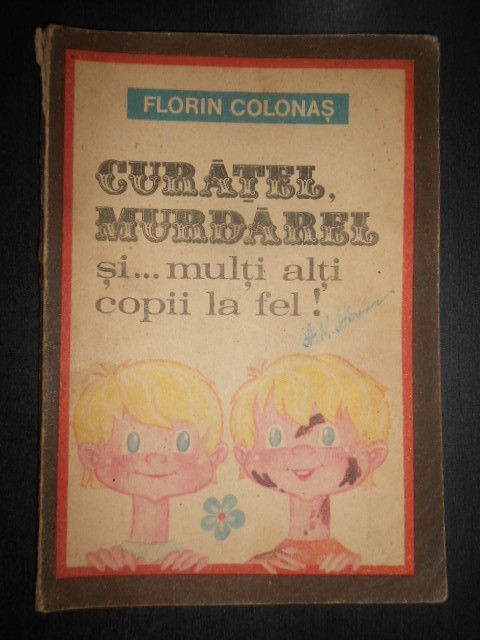 FLORIN COLONAȘ
CURĂȚEL,
MURDĂREL
și... mulți alți
copii la fel!